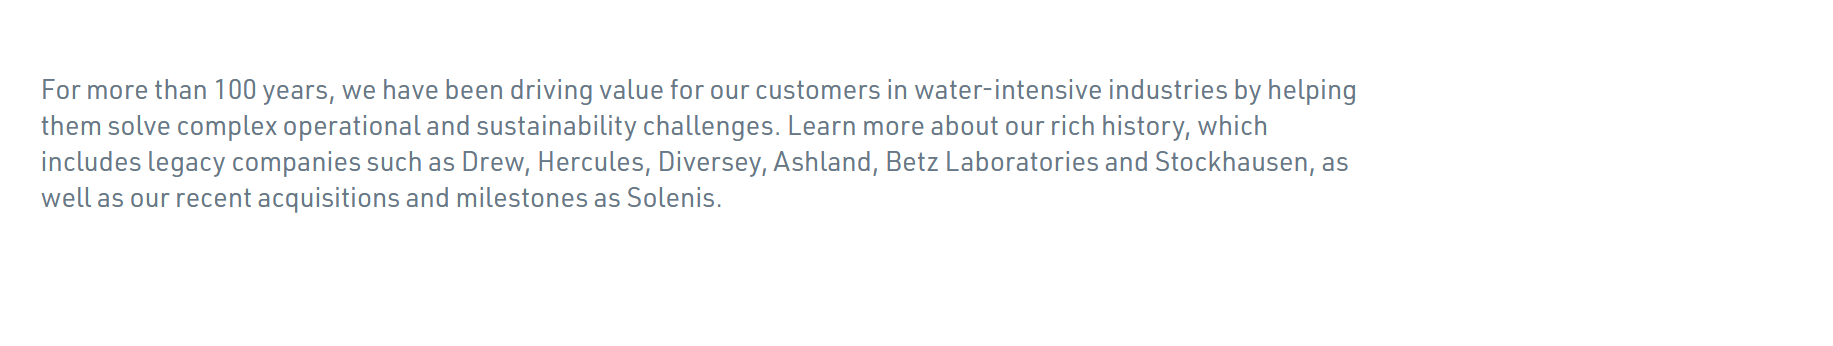 For more than 100 years, we have been driving value for our customers in water-intensive industries by helping
them solve complex operational and sustainability challenges. Learn more about our rich history, which
includes legacy companies such as Drew, Hercules, Diversey, Ashland, Betz Laboratories and Stockhausen, as
well as our recent acquisitions and milestones as Solenis.